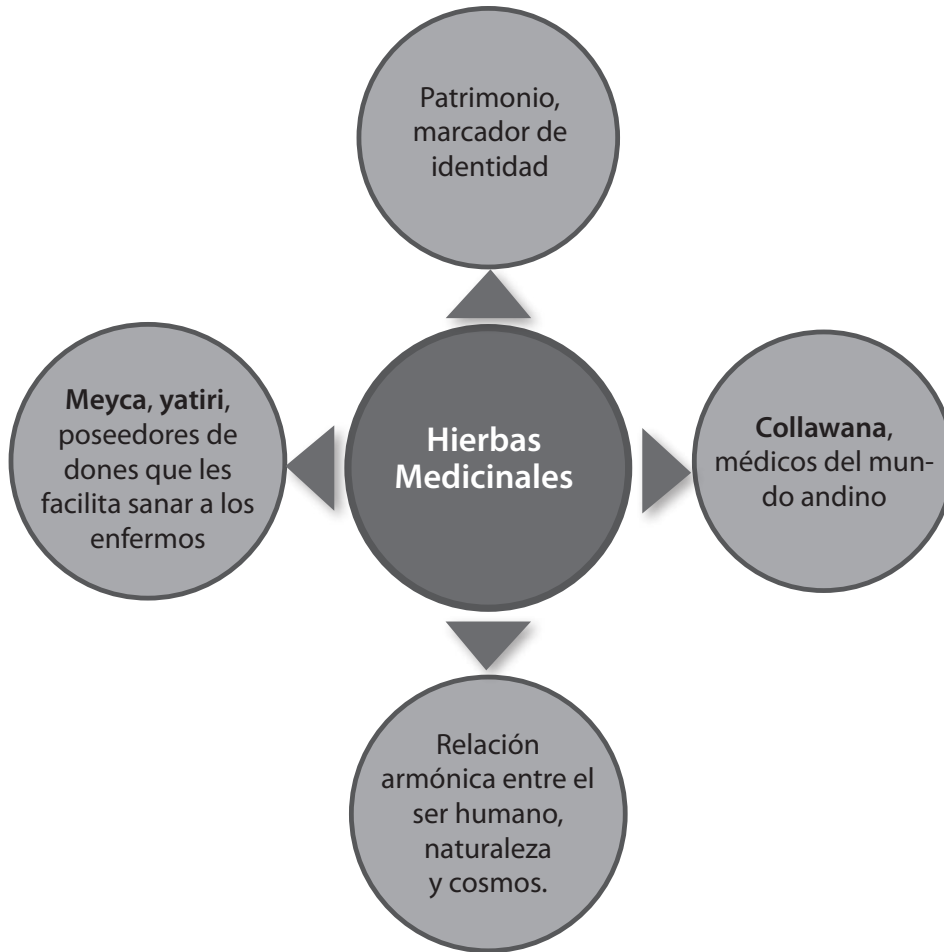 Patrimonio,
marcador de
identidad
Meyca, yatiri,
poseedores de
dones que les
facilita sanar a los
enfermos
Hierbas
Medicinales
Collawana,
médicos del mun-
do andino
Relación
armónica entre el
ser humano,
naturaleza
y cosmos.